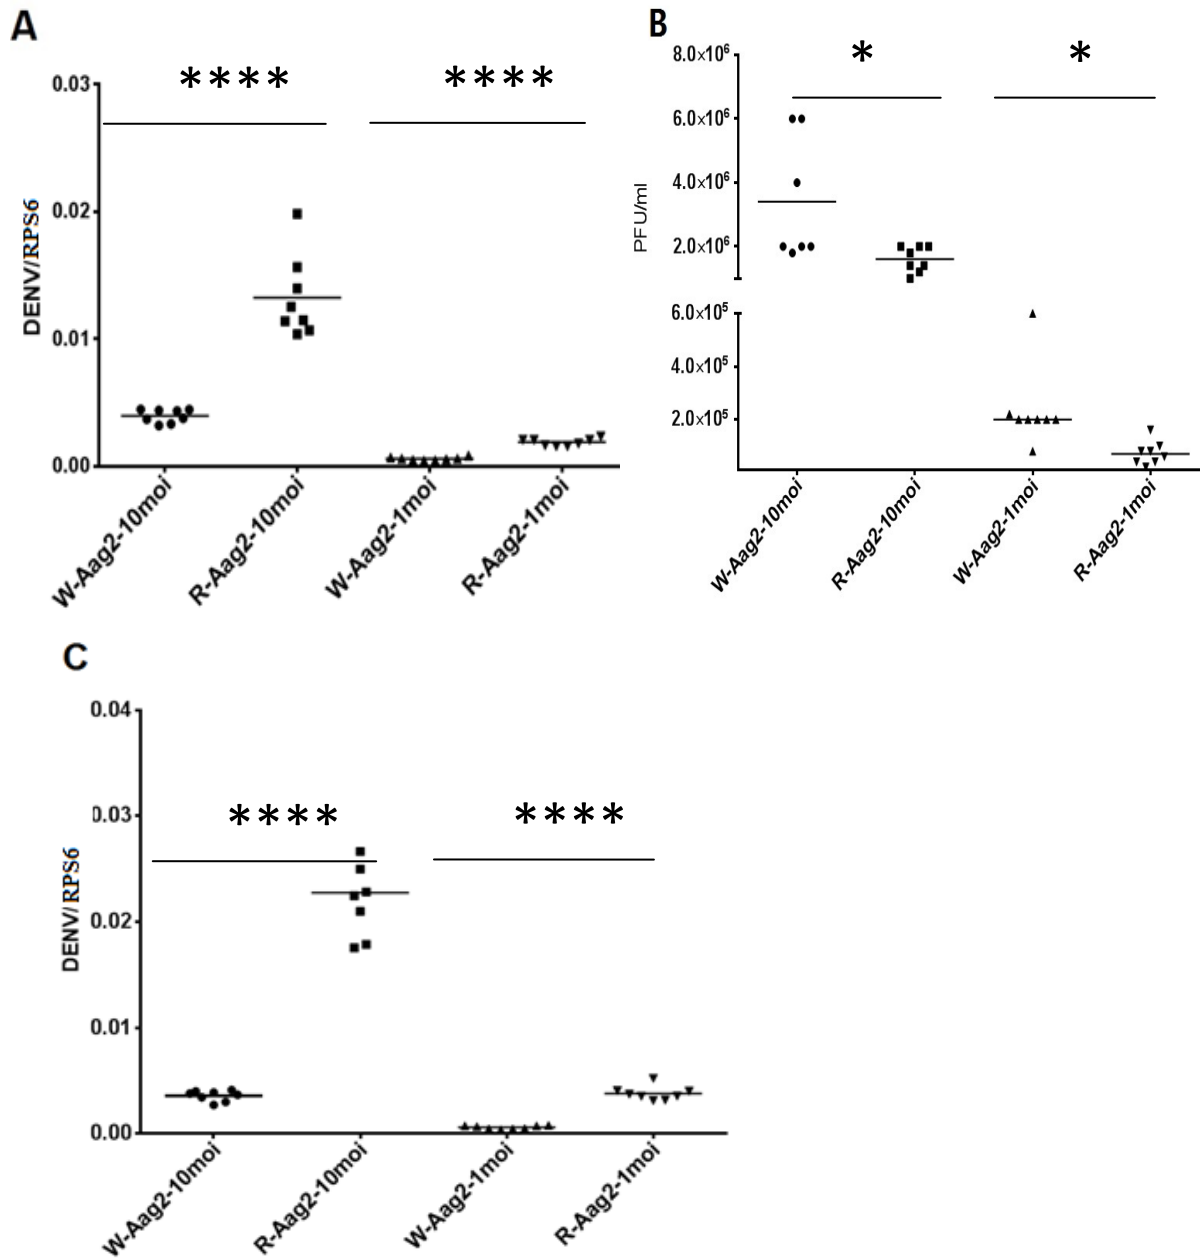 A
**** ****
0.03
0.02
0.01
0.00
DENV/RPS6
W-Aag2-10moi
R-Aag2-10moi
W-Aag2-1moi
R-Aag2-1moi
B
* *
8.0×10⁶
6.0×10⁶
4.0×10⁶
2.0×10⁶
6.0×10⁵
4.0×10⁵
2.0×10⁵
PFU/ml
W-Aag2-10moi
R-Aag2-10moi
W-Aag2-1moi
R-Aag2-1moi
C
0.04
0.03
0.02
0.01
0.00
**** ****
DENV/RPS6
W-Aag2-10moi
R-Aag2-10moi
W-Aag2-1moi
R-Aag2-1moi